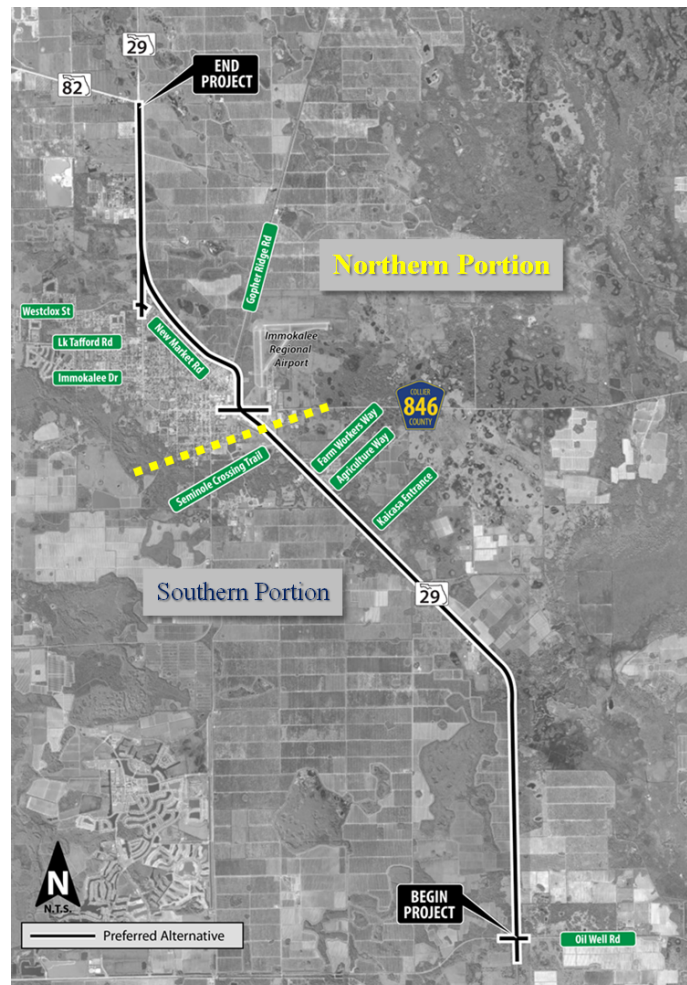 29
END
PROJECT
82
Gopher Ridge Rd
Northern Portion
Westclox St
New Market Rd
Lk Tafford Rd
Immokalee
Regional
Airport
Immokalee Dr
COLLIER
846
COUNTY
Farm Workers Way
Agriculture Way
Seminole Crossing Trail
Kaicasa Entrance
Southern Portion
29
N
N.T.S.
BEGIN
PROJECT
Preferred Alternative
Oil Well Rd